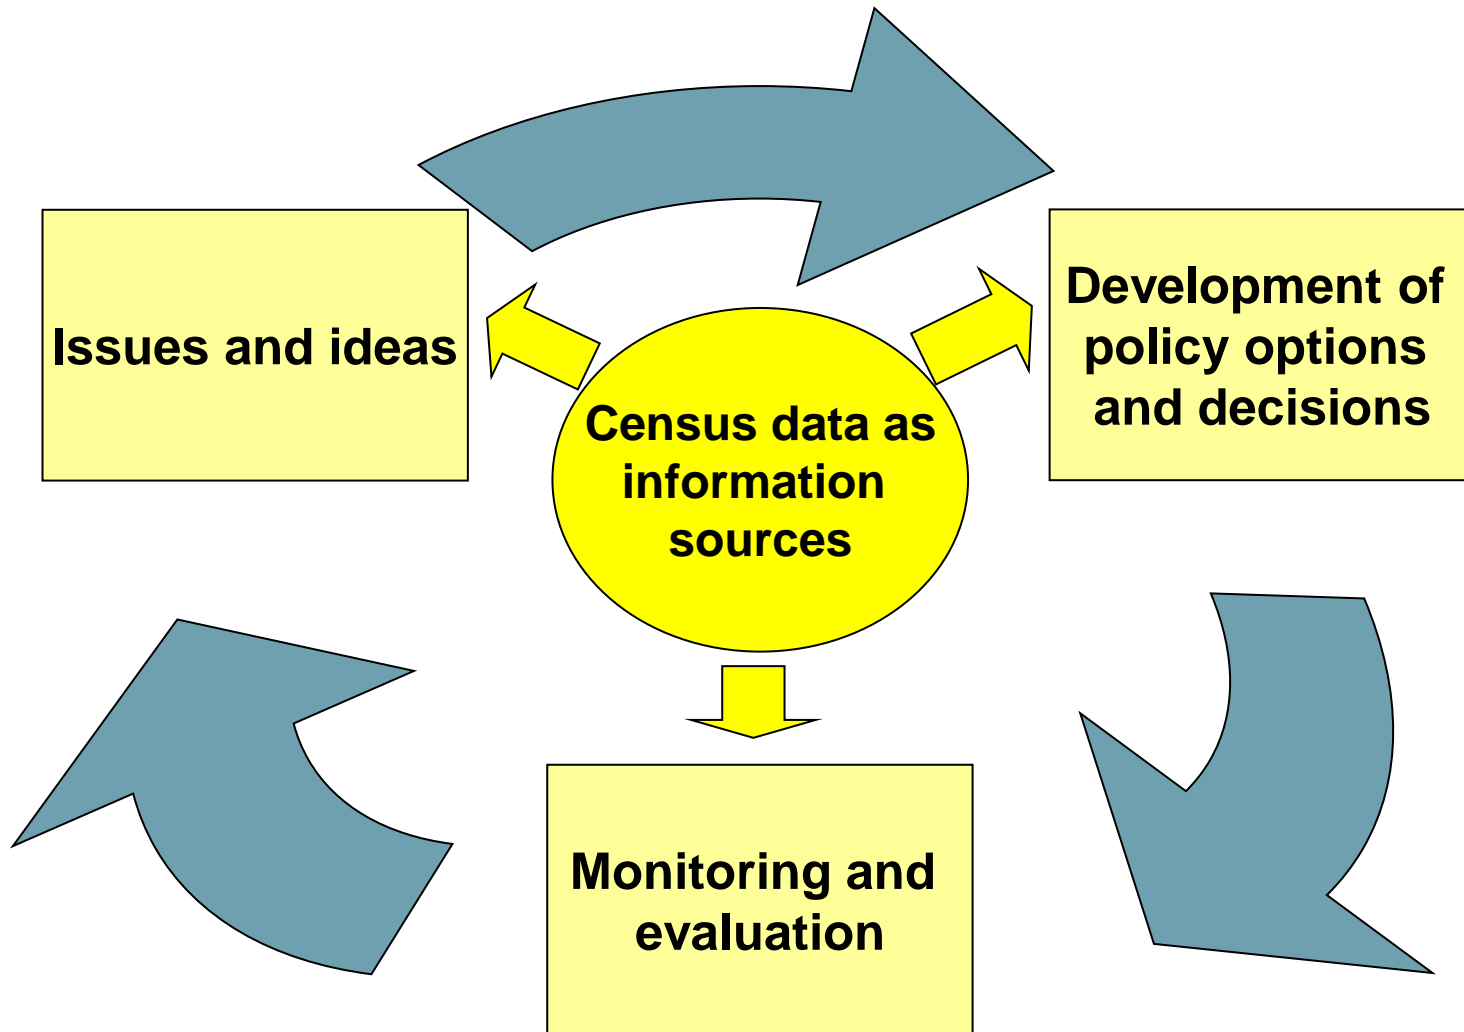 Issues and ideas
Development of
policy options
and decisions
Census data as
information
sources
Monitoring and
evaluation